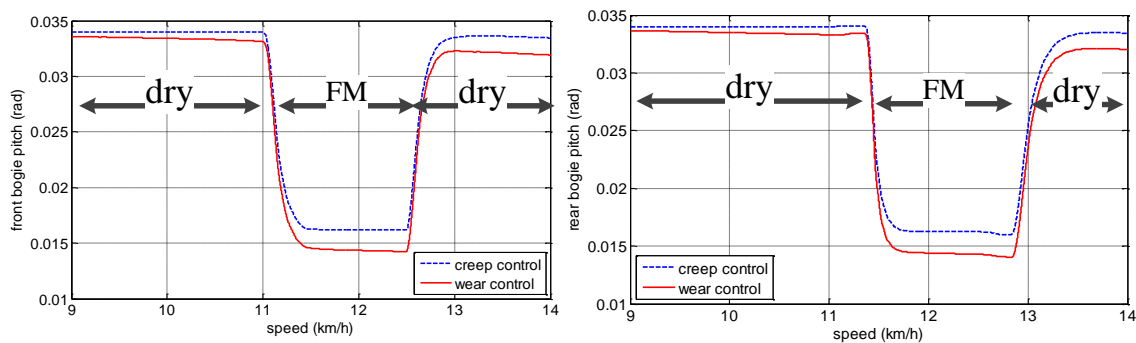 0.035
0.03
0.025
0.02
0.015
0.01
front bogie pitch (rad)
dry
FM
dry
creep control
wear control
9
10
11
12
13
14
speed (km/h)
0.035
0.03
0.025
0.02
0.015
0.01
rear bogie pitch (rad)
dry
FM
dry
creep control
wear control
9
10
11
12
13
14
speed (km/h)